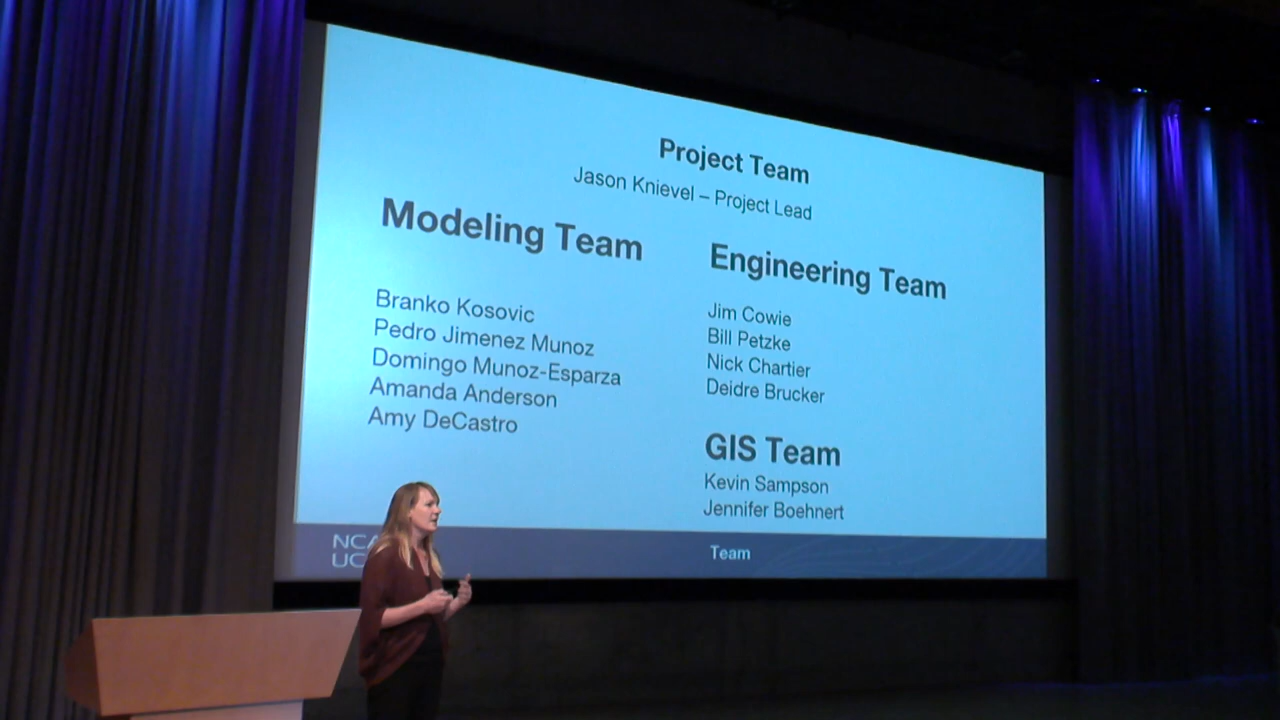 Project Team
Jason Knievel – Project Lead
Modeling Team
Branko Kosovic
Pedro Jimenez Munoz
Domingo Munoz-Esparza
Amanda Anderson
Amy DeCastro
Engineering Team
Jim Cowie
Bill Petzke
Nick Chartier
Deidre Brucker
GIS Team
Kevin Sampson
Jennifer Boehnert
Team